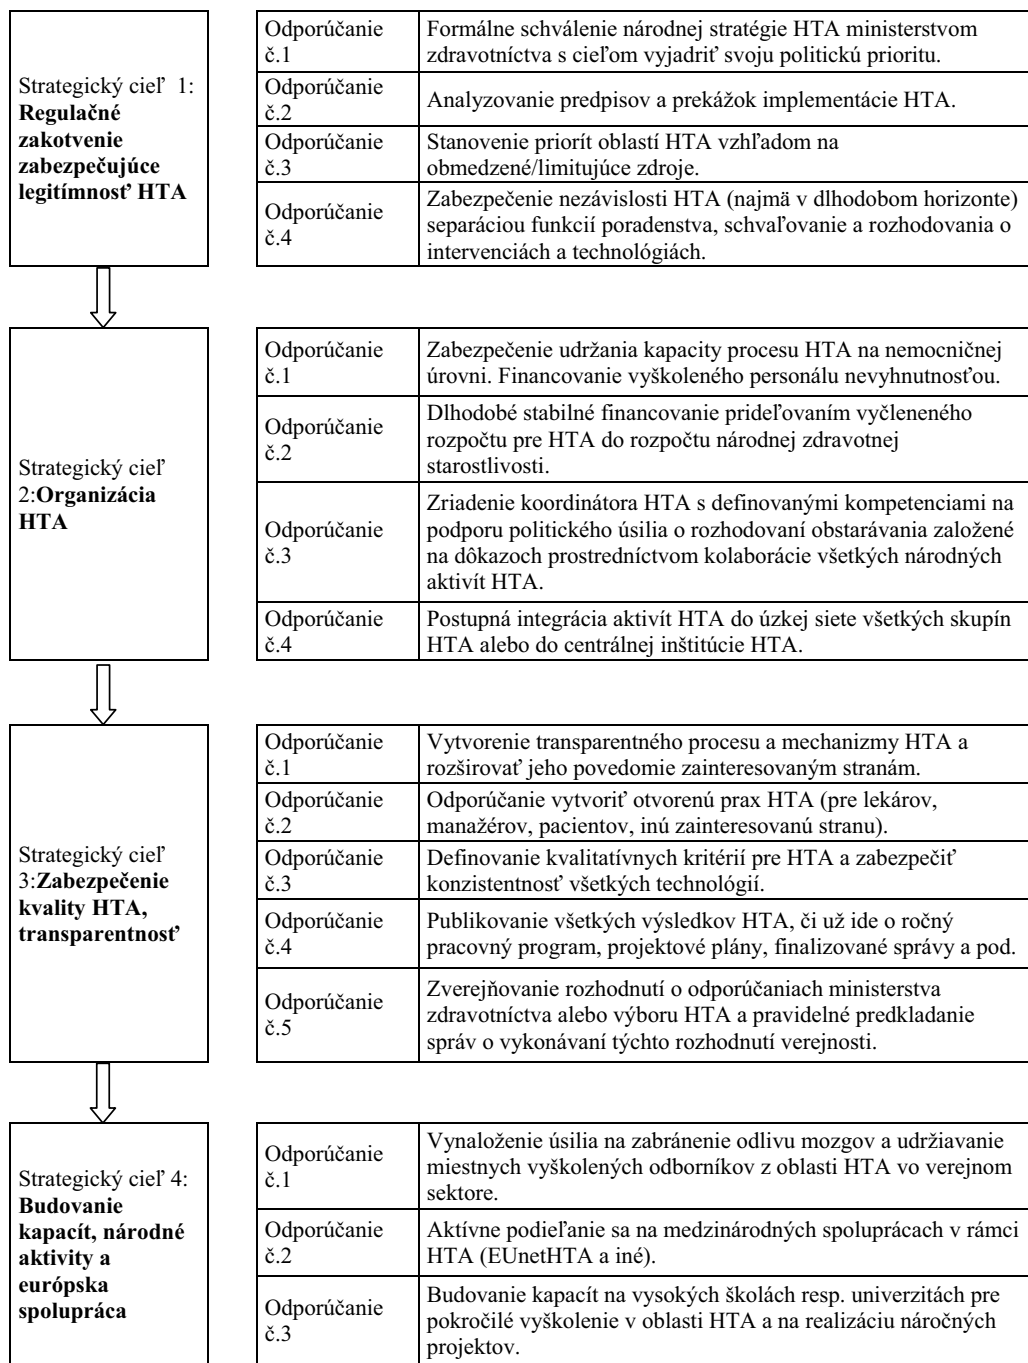 Strategický cieľ 1:
Regulačné
zakotvenie
zabezpečujúce
legitímnosť HTA
Odporúčanie
č.1
Formálne schválenie národnej stratégie HTA ministerstvom
zdravotníctva s cieľom vyjadriť svoju politickú prioritu.
Odporúčanie
č.2
Analyzovanie predpisov a prekážok implementácie HTA.
Odporúčanie
č.3
Stanovenie priorít oblastí HTA vzhľadom na
obmedzené/limitujúce zdroje.
Odporúčanie
č.4
Zabezpečenie nezávislosti HTA (najmä v dlhodobom horizonte)
separáciou funkcií poradenstva, schvaľovanie a rozhodovania o
intervenciách a technológiách.
Strategický cieľ
2:Organizácia
HTA
Odporúčanie
č.1
Zabezpečenie udržania kapacity procesu HTA na nemocničnej
úrovni. Financovanie vyškoleného personálu nevyhnutnosťou.
Odporúčanie
č.2
Dlhodobé stabilné financovanie prideľovaním vyčleneného
rozpočtu pre HTA do rozpočtu národnej zdravotnej
starostlivosti.
Odporúčanie
č.3
Zriadenie koordinátora HTA s definovanými kompetenciami na
podporu politického úsilia o rozhodovaní obstarávania založené
na dôkazoch prostredníctvom kolaborácie všetkých národných
aktivít HTA.
Odporúčanie
č.4
Postupná integrácia aktivít HTA do úzkej siete všetkých skupín
HTA alebo do centrálnej inštitúcie HTA.
Strategický cieľ
3:Zabezpečenie
kvality HTA,
transparentnosť
Odporúčanie
č.1
Vytvorenie transparentného procesu a mechanizmy HTA a
rozširovať jeho povedomie zainteresovaným stranám.
Odporúčanie
č.2
Odporúčanie vytvoriť otvorenú prax HTA (pre lekárov,
manažérov, pacientov, inú zainteresovanú stranu).
Odporúčanie
č.3
Definovanie kvalitatívnych kritérií pre HTA a zabezpečiť
konzistentnosť všetkých technológií.
Odporúčanie
č.4
Publikovanie všetkých výsledkov HTA, či už ide o ročný
pracovný program, projektové plány, finalizované správy a pod.
Odporúčanie
č.5
Zverejňovanie rozhodnutí o odporúčaniach ministerstva
zdravotníctva alebo výboru HTA a pravidelné predkladanie
správ o vykonávaní týchto rozhodnutí verejnosti.
Strategický cieľ 4:
Budovanie
kapacít, národné
aktivity a
európska
spolupráca
Odporúčanie
č.1
Vynaloženie úsilia na zabránenie odlivu mozgov a udržiavanie
miestnych vyškolených odborníkov z oblasti HTA vo verejnom
sektore.
Odporúčanie
č.2
Aktívne podieľanie sa na medzinárodných spoluprácach v rámci
HTA (EUnetHTA a iné).
Odporúčanie
č.3
Budovanie kapacít na vysokých školách resp. univerzitách pre
pokročilé vyškolenie v oblasti HTA a na realizáciu náročných
projektov.